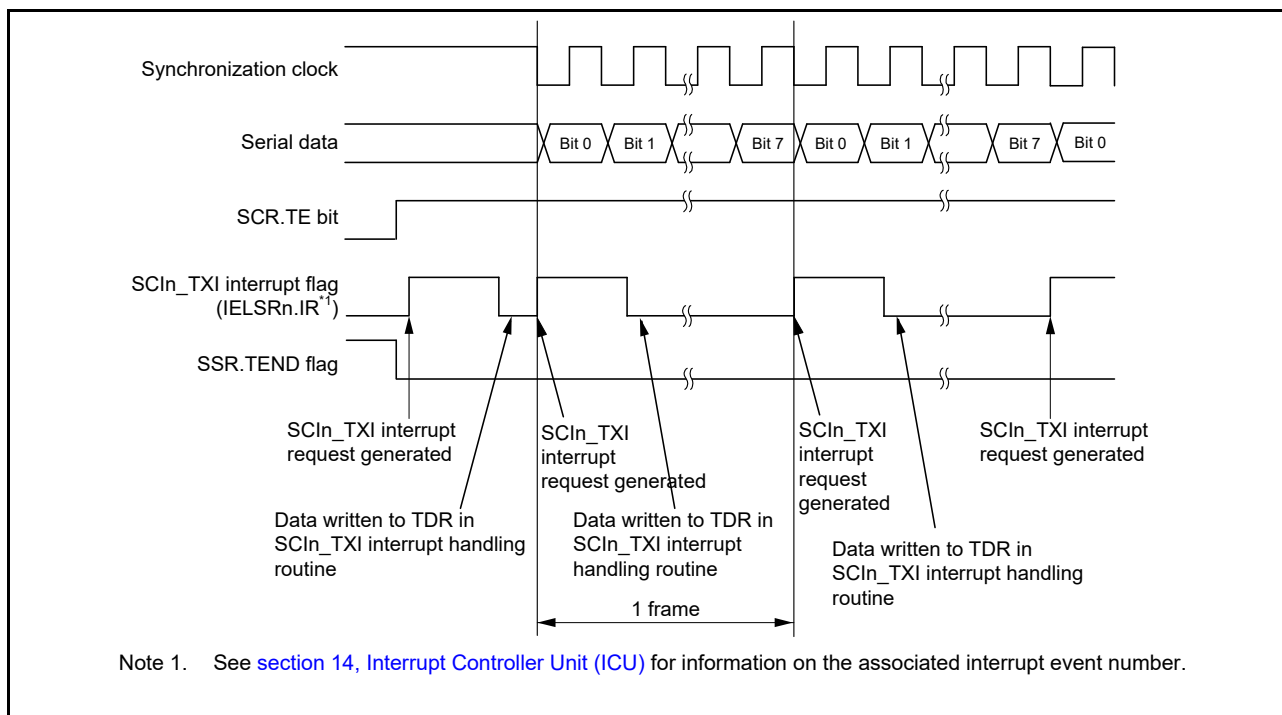 Synchronization clock
Serial data
Bit 0 Bit 1 Bit 7 Bit 0 Bit 1 Bit 7 Bit 0
SCR.TE bit
SCIn_TXI interrupt flag
(IELSRn.IR*1)
SSR.TEND flag
SCIn_TXI interrupt
request generated
SCIn_TXI
interrupt
request generated
SCIn_TXI
interrupt
request
generated
SCIn_TXI interrupt
request generated
Data written to TDR in
SCIn_TXI interrupt handling
routine
Data written to TDR in
SCIn_TXI interrupt
handling routine
Data written to TDR in
SCIn_TXI interrupt handling
routine
1 frame
Note 1. See section 14, Interrupt Controller Unit (ICU) for information on the associated interrupt event number.